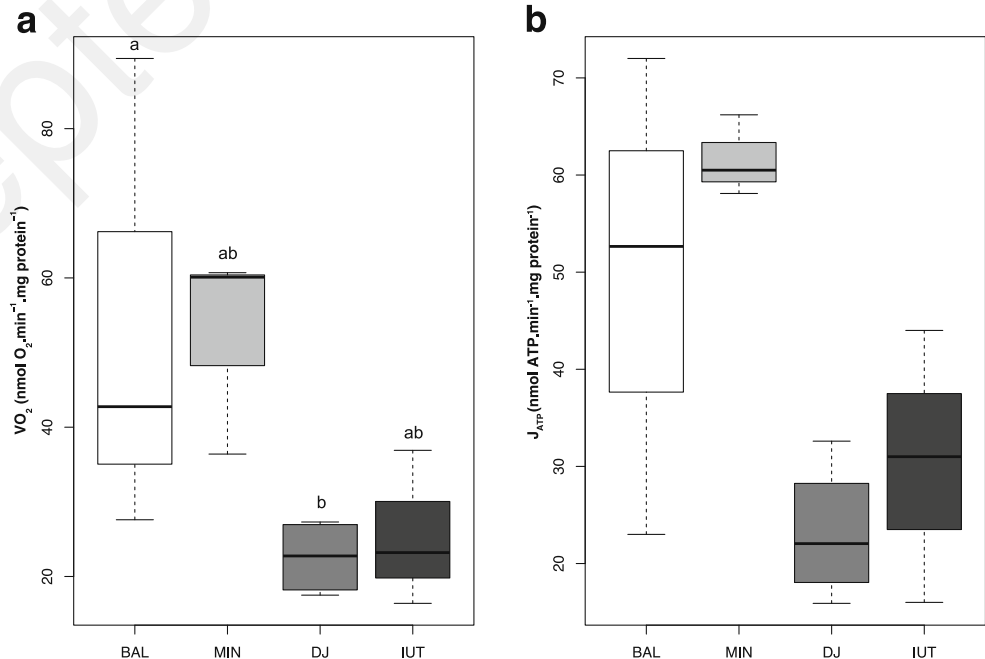 a
b
a
ab
b
ab
80
60
40
20
VO₂ (nmol O₂.min⁻¹.mg protein⁻¹)
BAL MIN DJ IUT
70
60
50
40
30
20
J_ATP(nmol ATP.min⁻¹.mg protein⁻¹)
BAL MIN DJ IUT